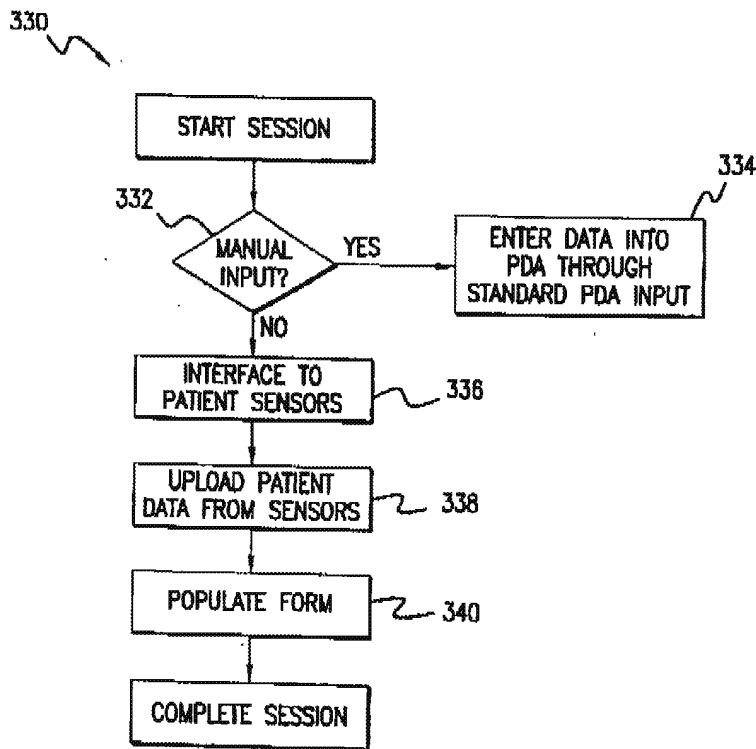 330
START SESSION
332
MANUAL
INPUT?
YES
334
ENTER DATA INTO
PDA THROUGH
STANDARD PDA INPUT
NO
INTERFACE TO
PATIENT SENSORS
336
UPLOAD PATIENT
DATA FROM SENSORS
338
POPULATE FORM
340
COMPLETE SESSION